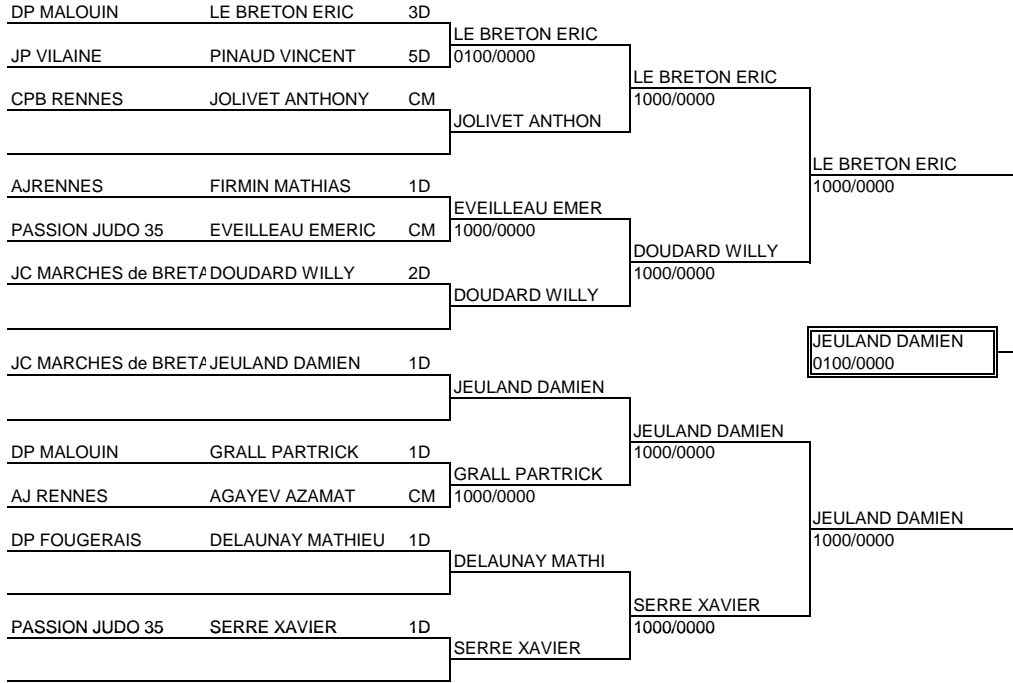 DP MALOUIN LE BRETON ERIC 3D
LE BRETON ERIC
JP VILAINE PINAUD VINCENT 5D 0100/0000
LE BRETON ERIC
CPB RENNES JOLIVET ANTHONY CM 1000/0000
JOLIVET ANTHON
LE BRETON ERIC
AJRENNES FIRMIN MATHIAS 1D 1000/0000
EVEILLEAU EMER
PASSION JUDO 35 EVEILLEAU EMERIC CM 1000/0000
DOUDARD WILLY
JC MARCHES de BRETA DOUDARD WILLY 2D 1000/0000
DOUDARD WILLY
JEULAND DAMIEN
JC MARCHES de BRETA JEULAND DAMIEN 1D 0100/0000
JEULAND DAMIEN
JEULAND DAMIEN
DP MALOUIN GRALL PARTRICK 1D 1000/0000
GRALL PARTRICK
AJ RENNES AGAYEV AZAMAT CM 1000/0000
JEULAND DAMIEN
DP FOUGERAIS DELAUNAY MATHIEU 1D 1000/0000
DELAUNAY MATHI
SERRE XAVIER
PASSION JUDO 35 SERRE XAVIER 1D 1000/0000
SERRE XAVIER